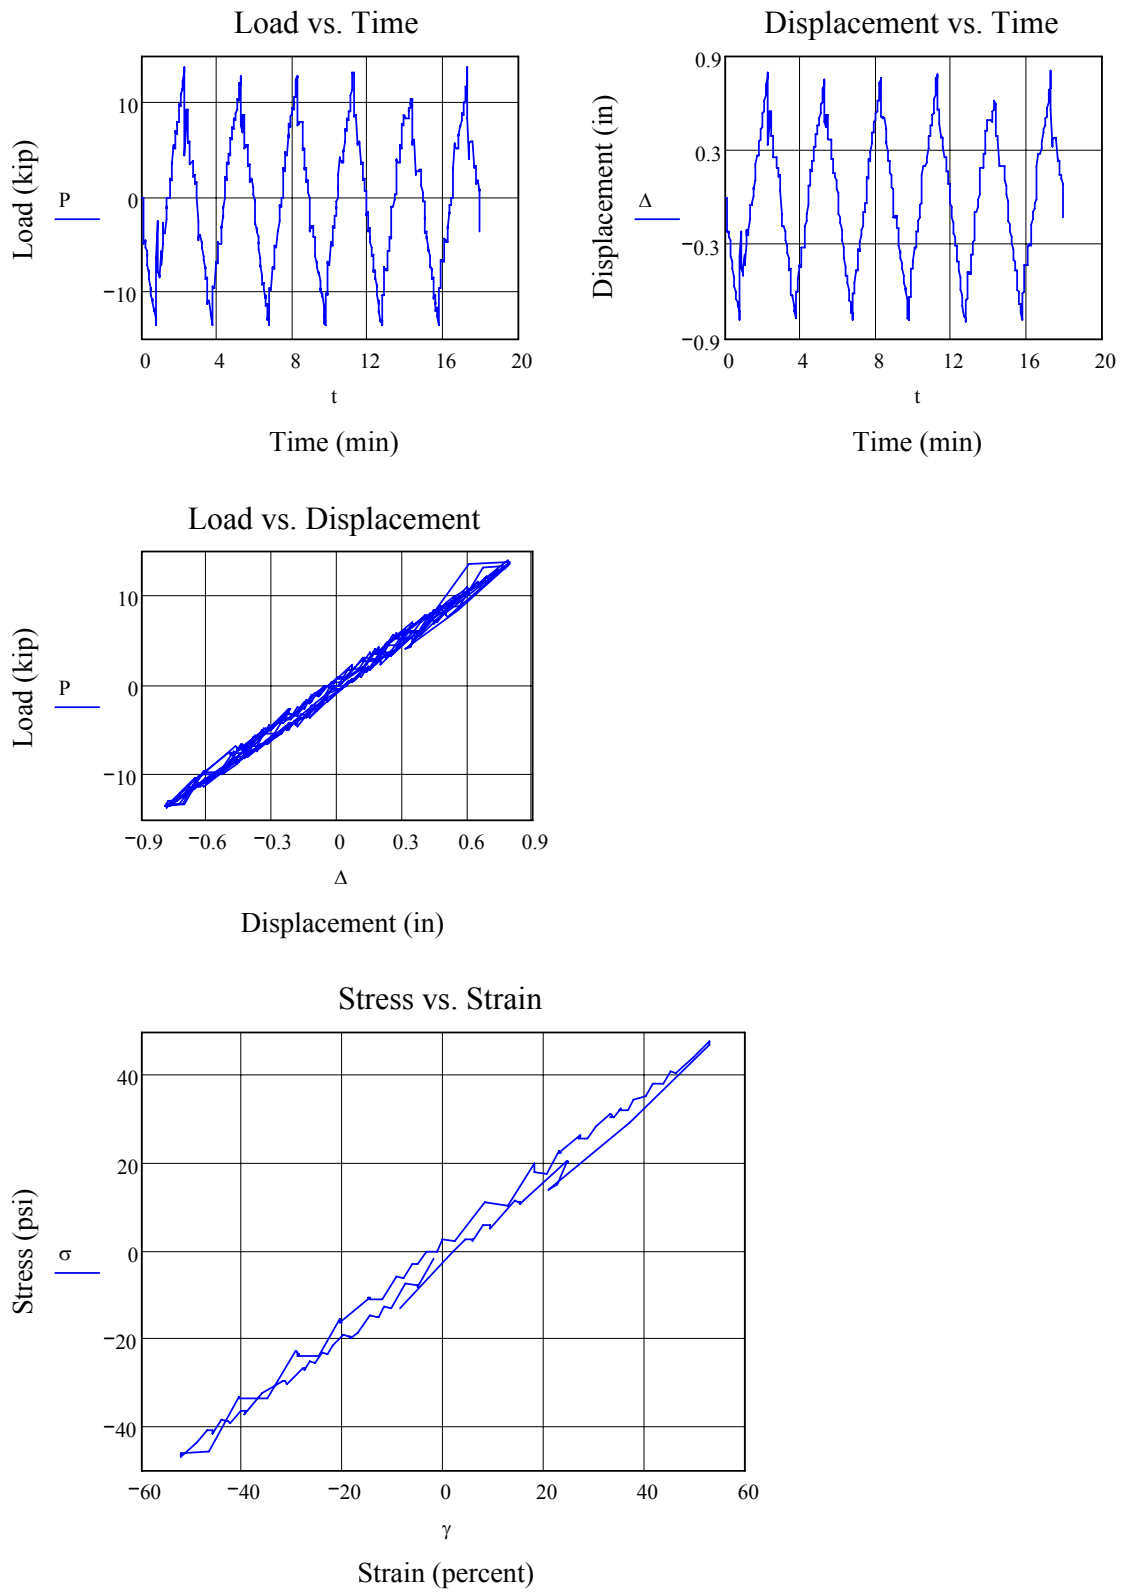 Load vs. Time
Load (kip)
P
10
0
−10
0 4 8 12 16 20
t
Time (min)
Displacement vs. Time
Displacement (in)
Δ
0.9
0.3
−0.3
−0.9
0 4 8 12 16 20
t
Time (min)
Load vs. Displacement
Load (kip)
P
10
0
−10
−0.9 −0.6 −0.3 0 0.3 0.6 0.9
Δ
Displacement (in)
Stress vs. Strain
Stress (psi)
σ
40
20
0
−20
−40
−60 −40 −20 0 20 40 60
γ
Strain (percent)